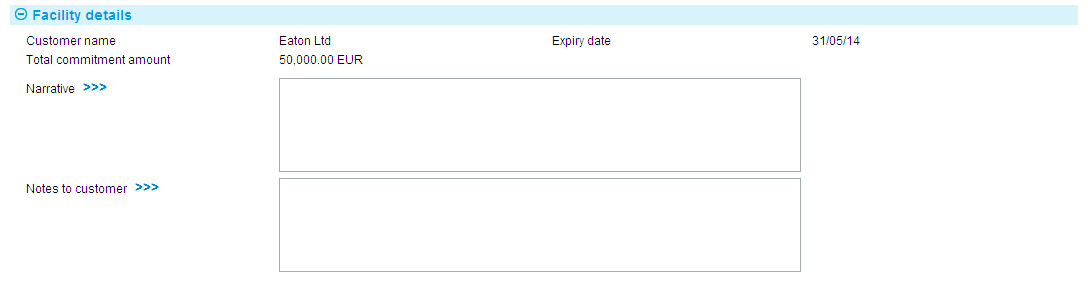 Facility details
Customer name Eaton Ltd Expiry date 31/05/14
Total commitment amount 50,000.00 EUR
Narrative >>>
Notes to customer >>>